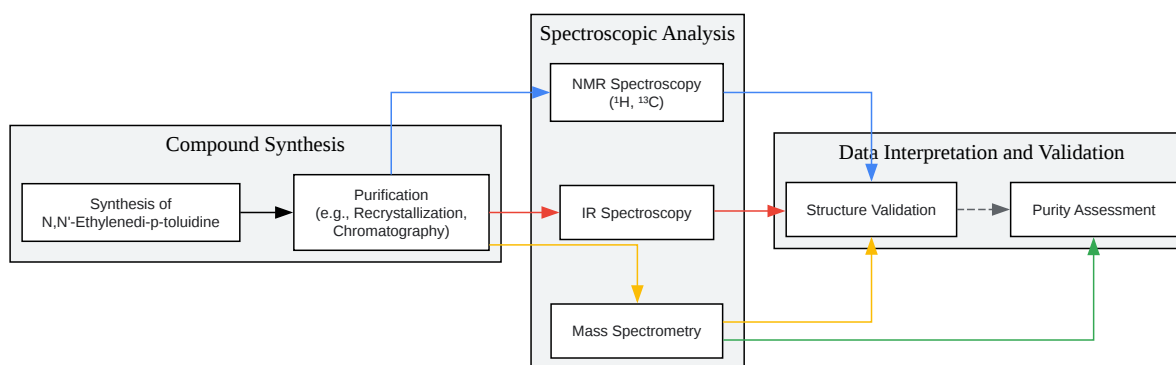 Compound Synthesis
Synthesis of
N,N'-Ethylenedi-p-toluidine
Purification
(e.g., Recrystallization,
Chromatography)
Spectroscopic Analysis
NMR Spectroscopy
(¹H, ¹³C)
IR Spectroscopy
Mass Spectrometry
Data Interpretation and Validation
Structure Validation
Purity Assessment